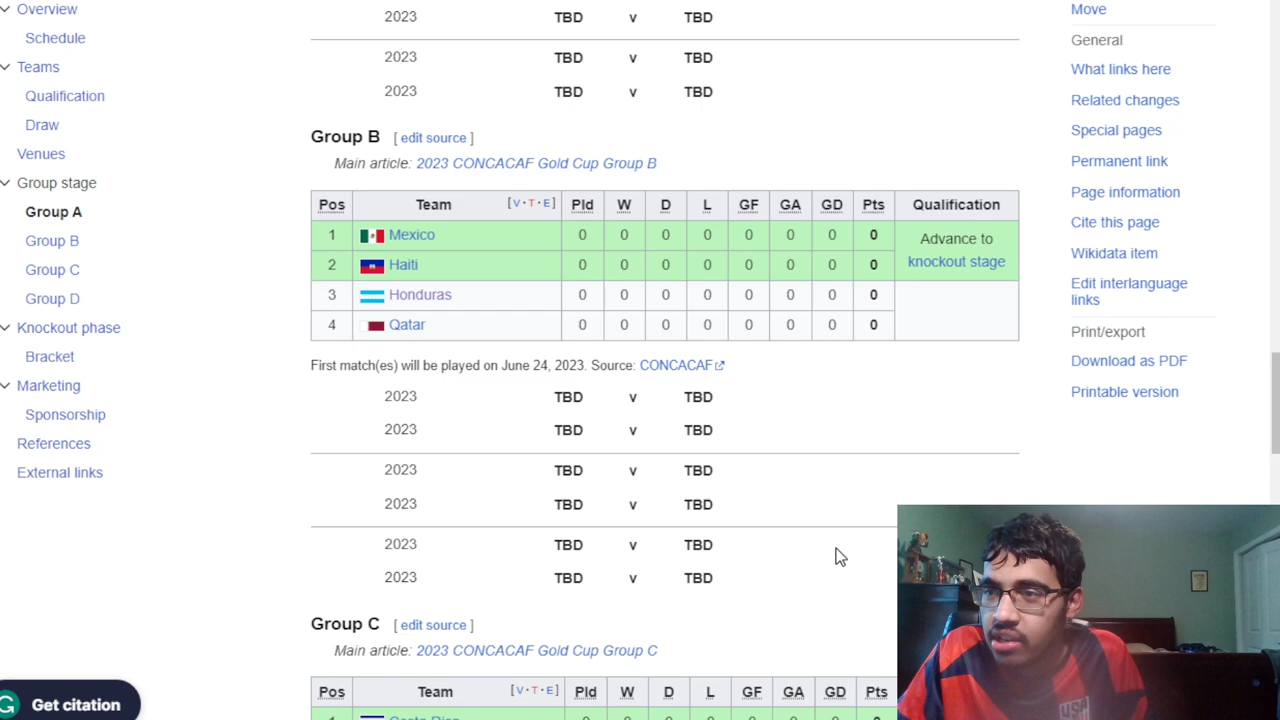 Overview
Schedule
Teams
Qualification
Draw
Venues
Group stage
Group A
Group B
Group C
Group D
Knockout phase
Bracket
Marketing
Sponsorship
References
External links
Get citation
2023 TBD v TBD
2023 TBD v TBD
2023 TBD v TBD
Group B [ edit source ]
Main article: 2023 CONCACAF Gold Cup Group B
Pos Team [V·T·E] Pld W D L GF GA GD Pts Qualification
1 Mexico 0 0 0 0 0 0 0 0 Advance to
2 Haiti 0 0 0 0 0 0 0 0 knockout stage
3 Honduras 0 0 0 0 0 0 0 0
4 Qatar 0 0 0 0 0 0 0 0
First match(es) will be played on June 24, 2023. Source: CONCACAF
2023 TBD v TBD
2023 TBD v TBD
2023 TBD v TBD
2023 TBD v TBD
2023 TBD v TBD
2023 TBD v TBD
Group C [ edit source ]
Main article: 2023 CONCACAF Gold Cup Group C
Pos Team [V·T·E] Pld W D L GF GA GD Pts
Move
General
What links here
Related changes
Special pages
Permanent link
Page information
Cite this page
Wikidata item
Edit interlanguage
links
Print/export
Download as PDF
Printable version